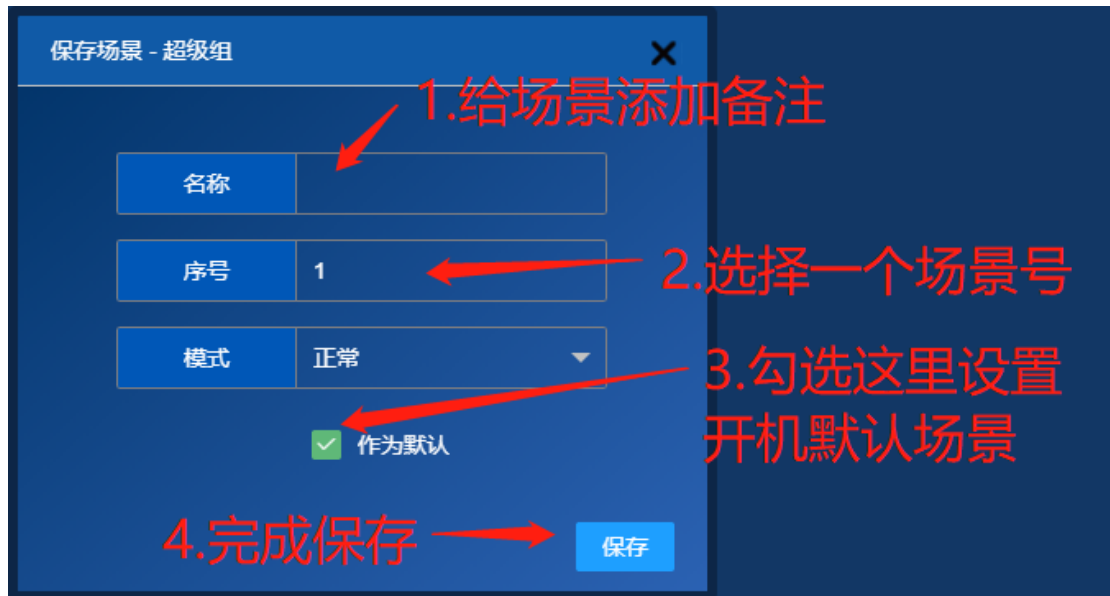 保存场景 - 超级组
1.给场景添加备注
名称
序号
1
2.选择一个场景号
模式
正常
3.勾选这里设置
开机默认场景
作为默认
4.完成保存
保存